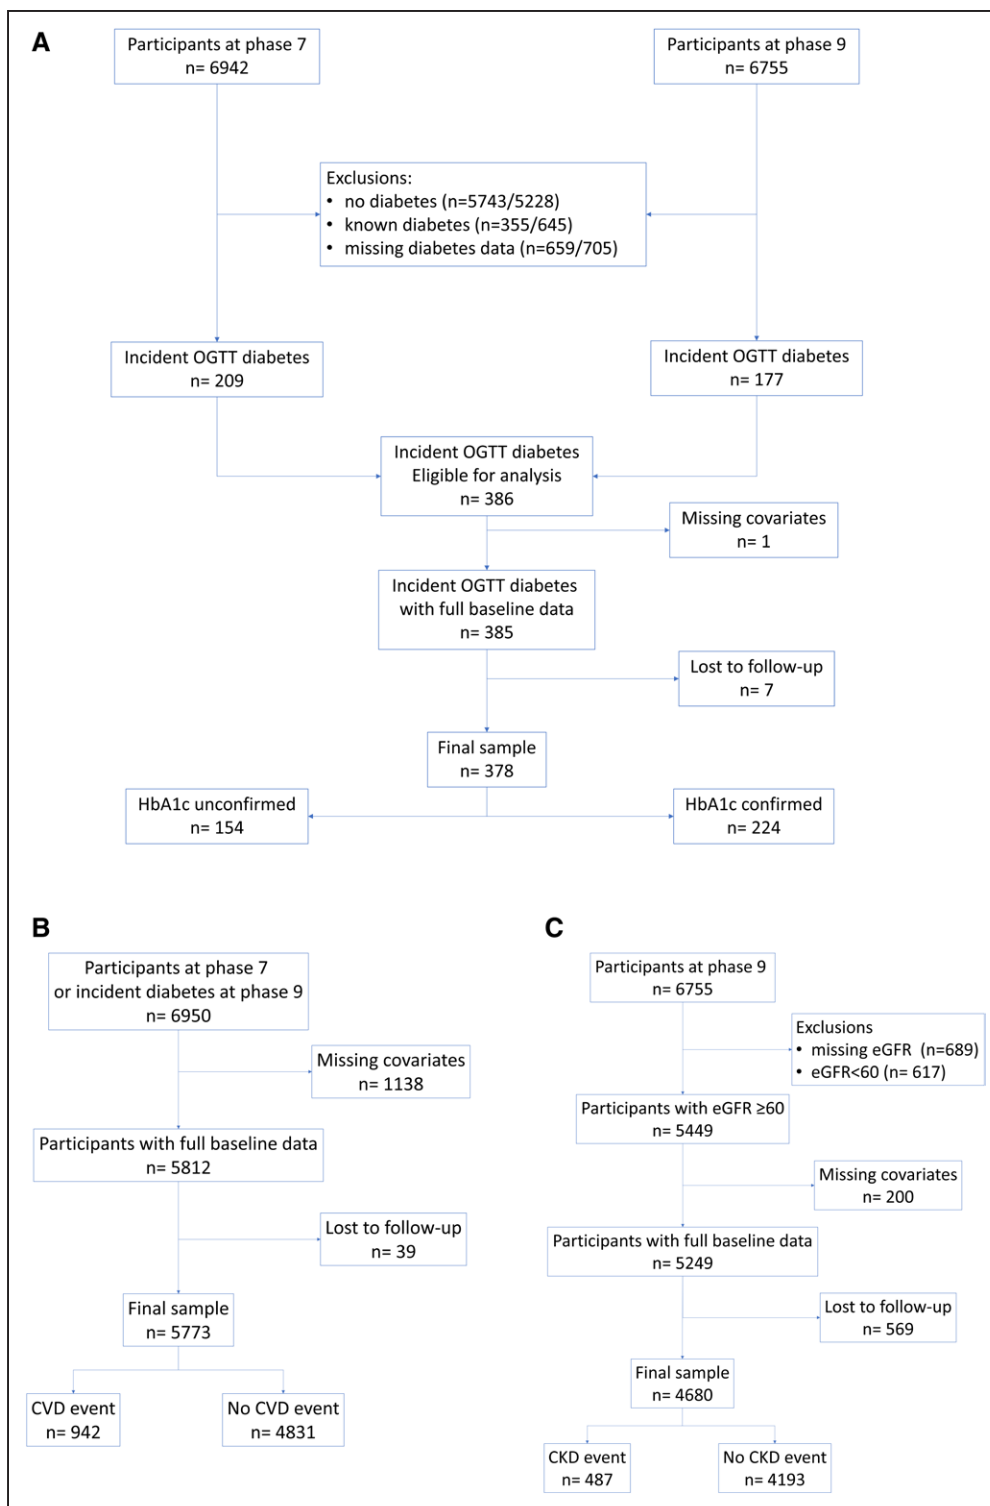 A
Participants at phase 7
n= 6942
Participants at phase 9
n= 6755
Exclusions:
• no diabetes (n=5743/5228)
• known diabetes (n=355/645)
• missing diabetes data (n=659/705)
Incident OGTT diabetes
n= 209
Incident OGTT diabetes
n= 177
Incident OGTT diabetes
Eligible for analysis
n= 386
Missing covariates
n= 1
Incident OGTT diabetes
with full baseline data
n= 385
Lost to follow-up
n= 7
Final sample
n= 378
HbA1c unconfirmed
n= 154
HbA1c confirmed
n= 224
B
Participants at phase 7
or incident diabetes at phase 9
n= 6950
Missing covariates
n= 1138
Participants with full baseline data
n= 5812
Lost to follow-up
n= 39
Final sample
n= 5773
CVD event
n= 942
No CVD event
n= 4831
C
Participants at phase 9
n= 6755
Exclusions
• missing eGFR (n=689)
• eGFR<60 (n= 617)
Participants with eGFR ≥60
n= 5449
Missing covariates
n= 200
Participants with full baseline data
n= 5249
Lost to follow-up
n= 569
Final sample
n= 4680
CKD event
n= 487
No CKD event
n= 4193